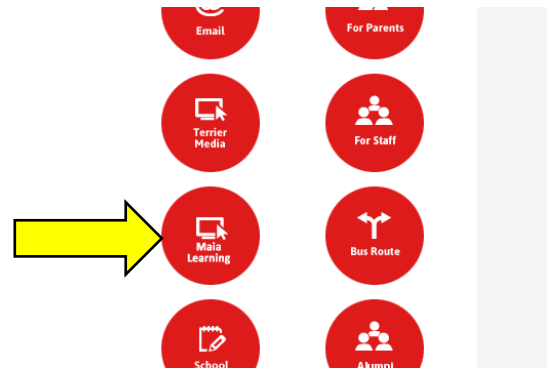 Email
For Parents
Terrier
Media
For Staff
Maia
Learning
Bus Route
School
Alumni